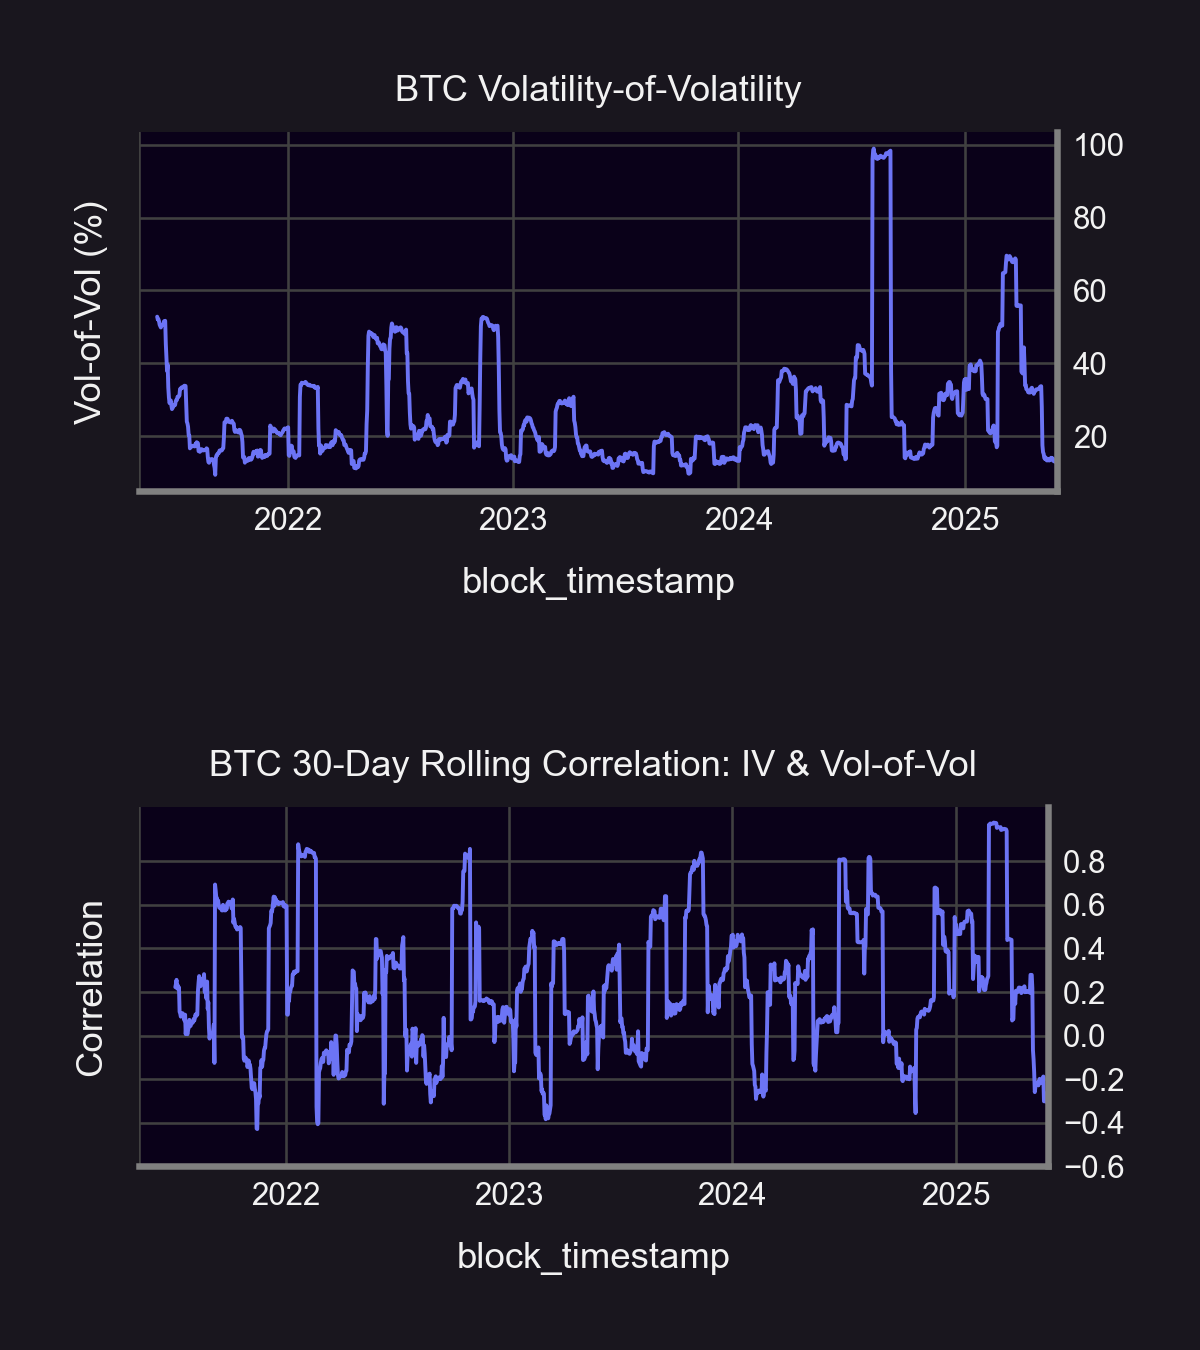 BTC Volatility-of-Volatility
Vol-of-Vol (%)
100
80
60
40
20
2022 2023 2024 2025
block_timestamp
BTC 30-Day Rolling Correlation: IV & Vol-of-Vol
Correlation
0.8
0.6
0.4
0.2
0.0
−0.2
−0.4
−0.6
2022 2023 2024 2025
block_timestamp